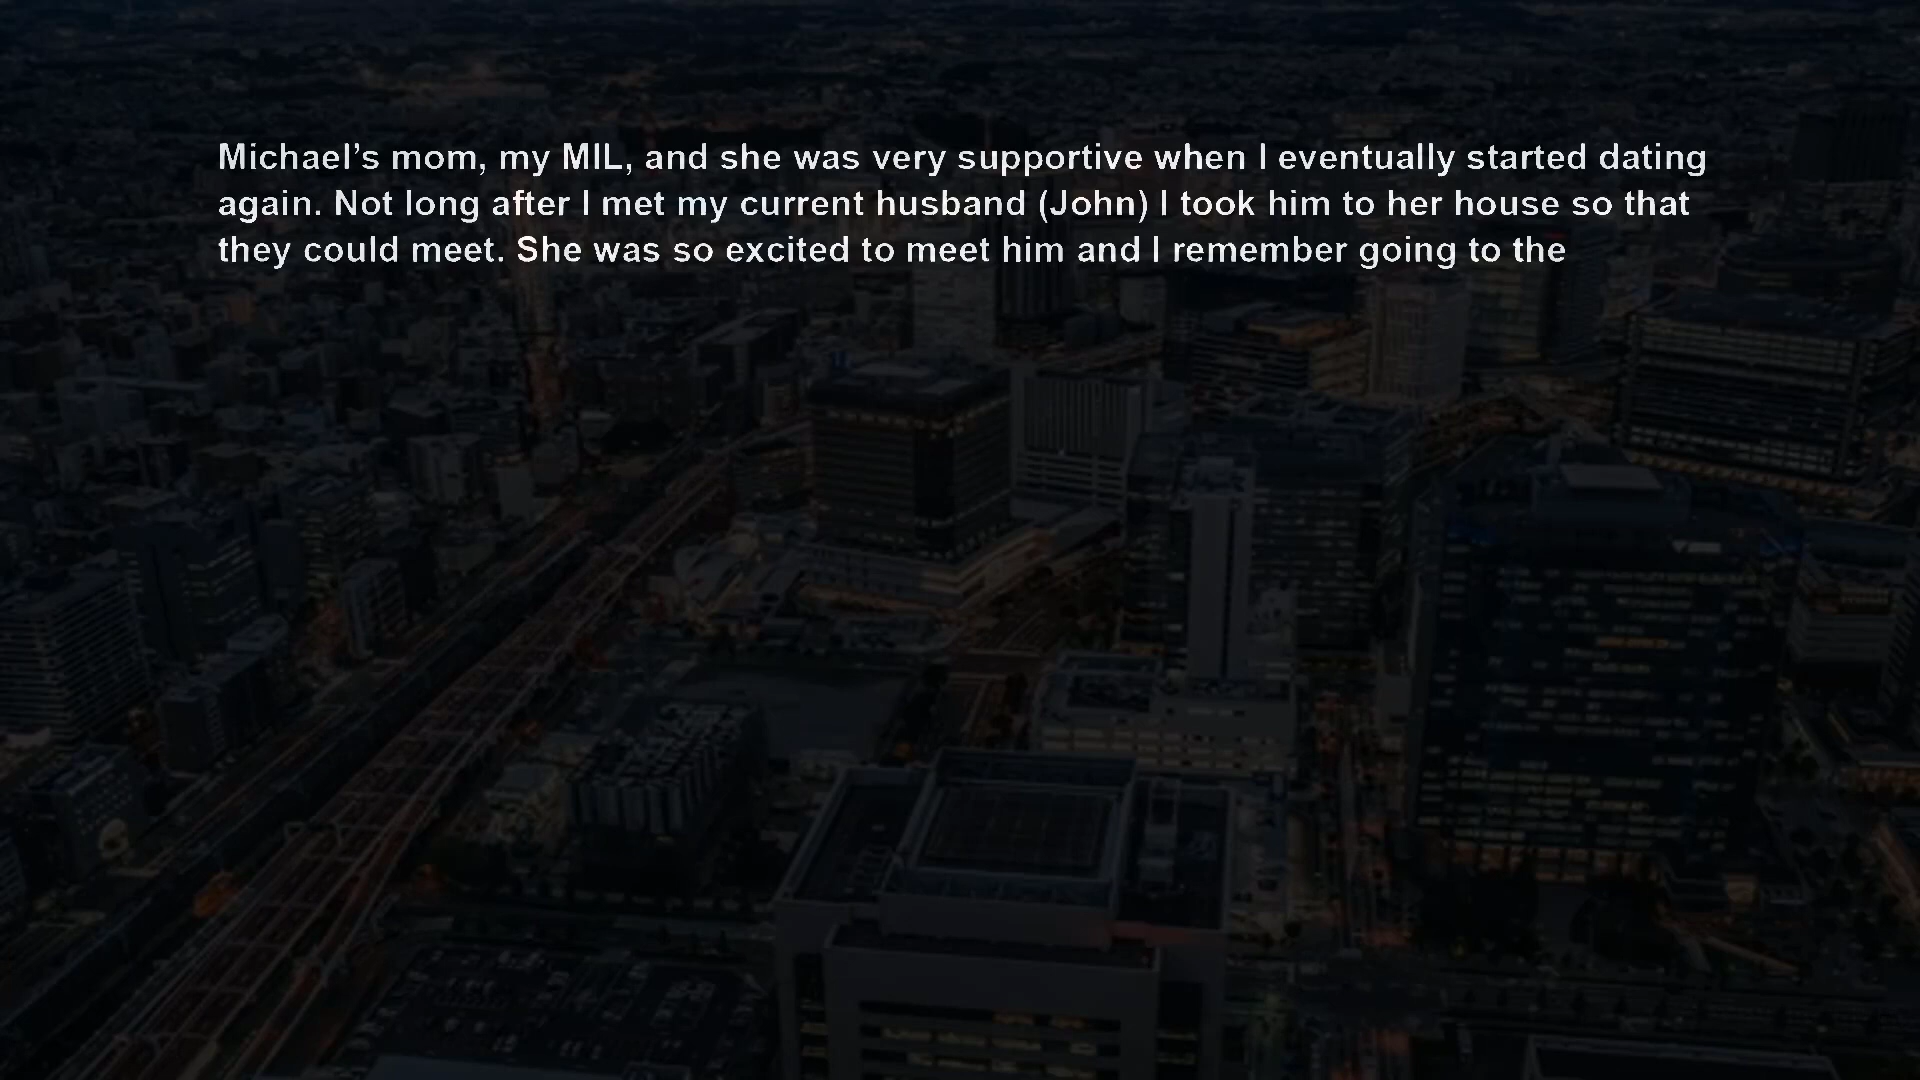 Michael’s mom, my MIL, and she was very supportive when I eventually started dating
again. Not long after I met my current husband (John) I took him to her house so that
they could meet. She was so excited to meet him and I remember going to the